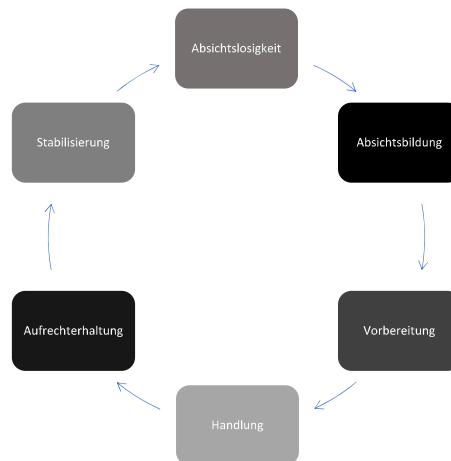 Absichtslosigkeit
Absichtsbildung
Vorbereitung
Handlung
Aufrechterhaltung
Stabilisierung